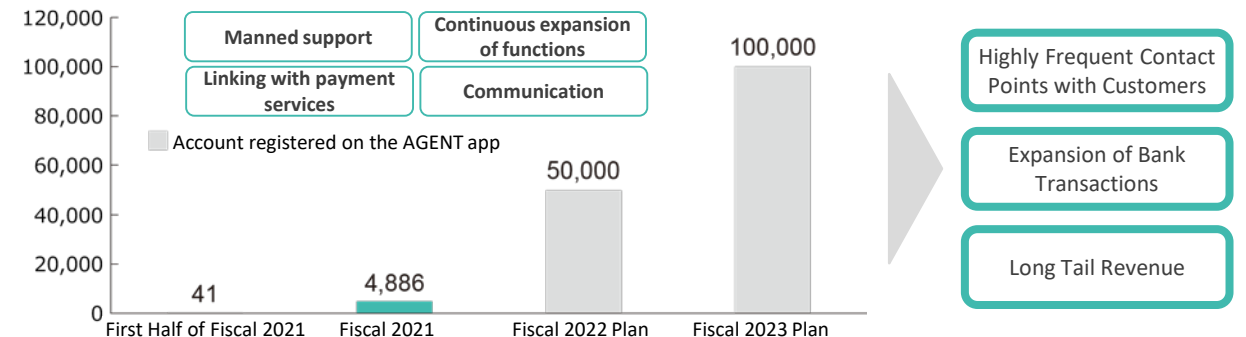 120,000
100,000
80,000
60,000
40,000
20,000
0
Manned support
Continuous expansion
of functions
Linking with payment
services
Communication
Account registered on the AGENT app
41
4,886
50,000
100,000
First Half of Fiscal 2021
Fiscal 2021
Fiscal 2022 Plan
Fiscal 2023 Plan
Highly Frequent Contact
Points with Customers
Expansion of Bank
Transactions
Long Tail Revenue